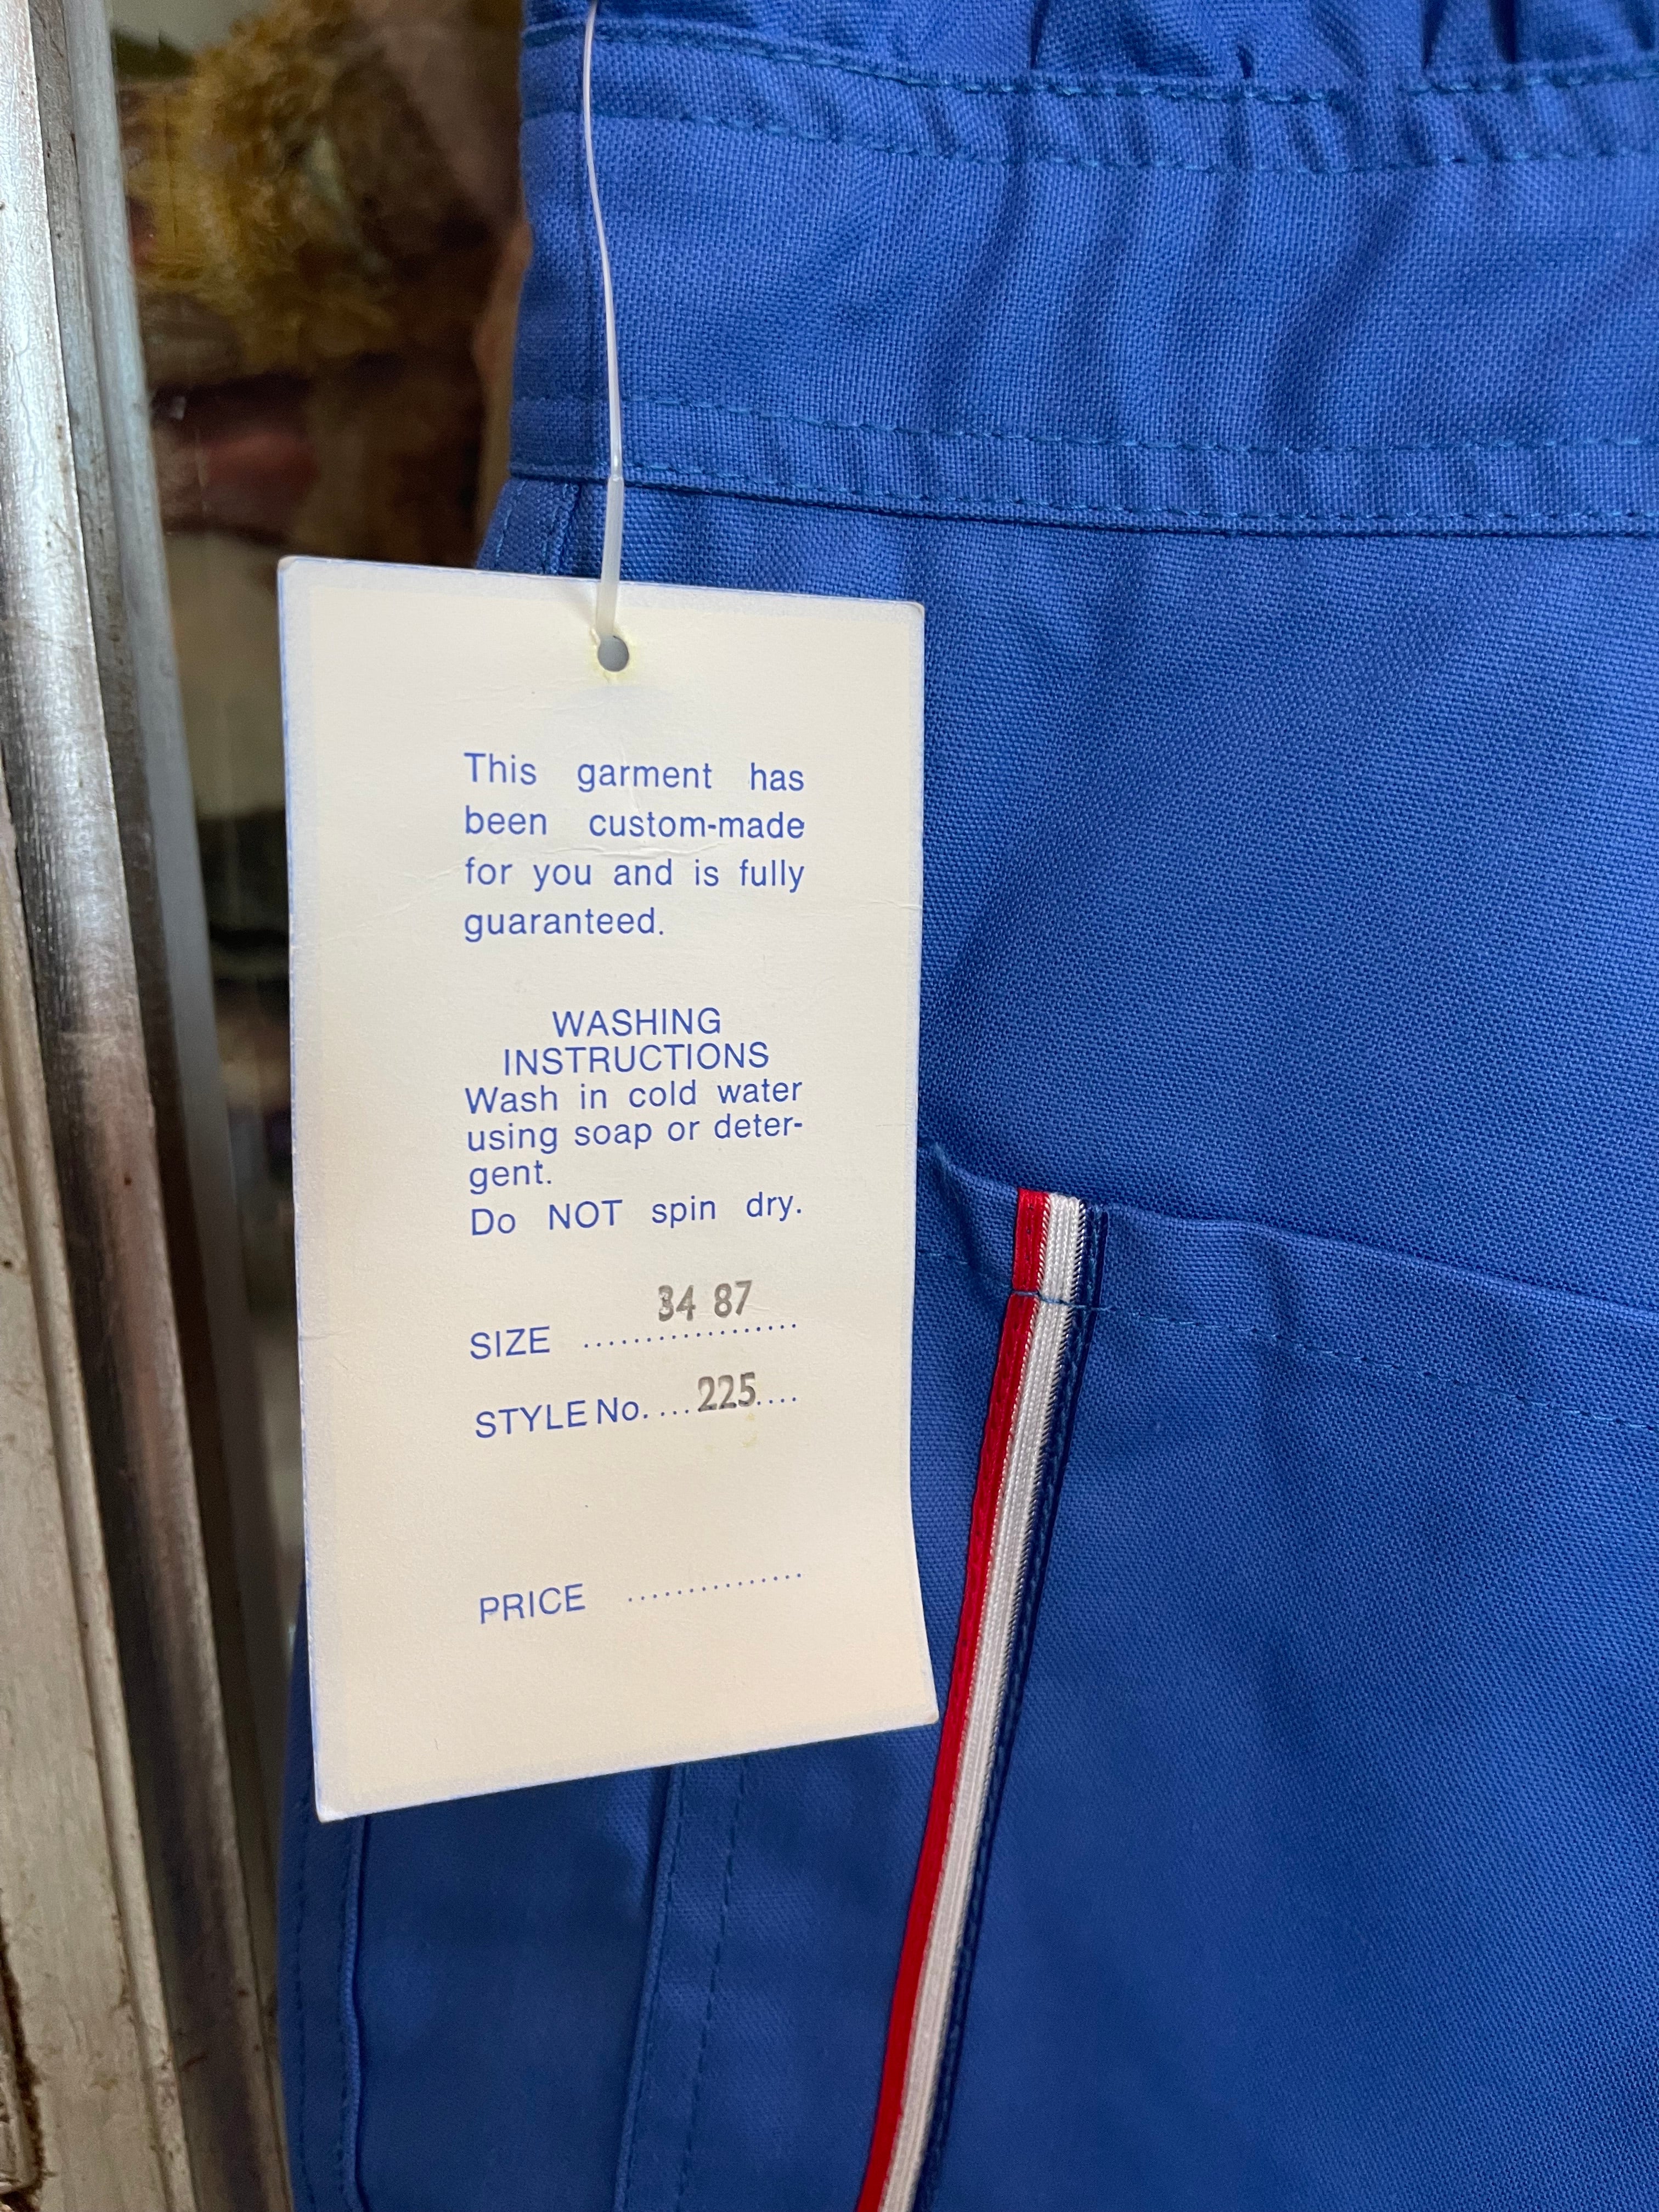 This garment has
been custom-made
for you and is fully
guaranteed.
WASHING
INSTRUCTIONS
Wash in cold water
using soap or deter-
gent.
Do NOT spin dry.
SIZE .................. 34 87
STYLE No. ....225....
PRICE ...............